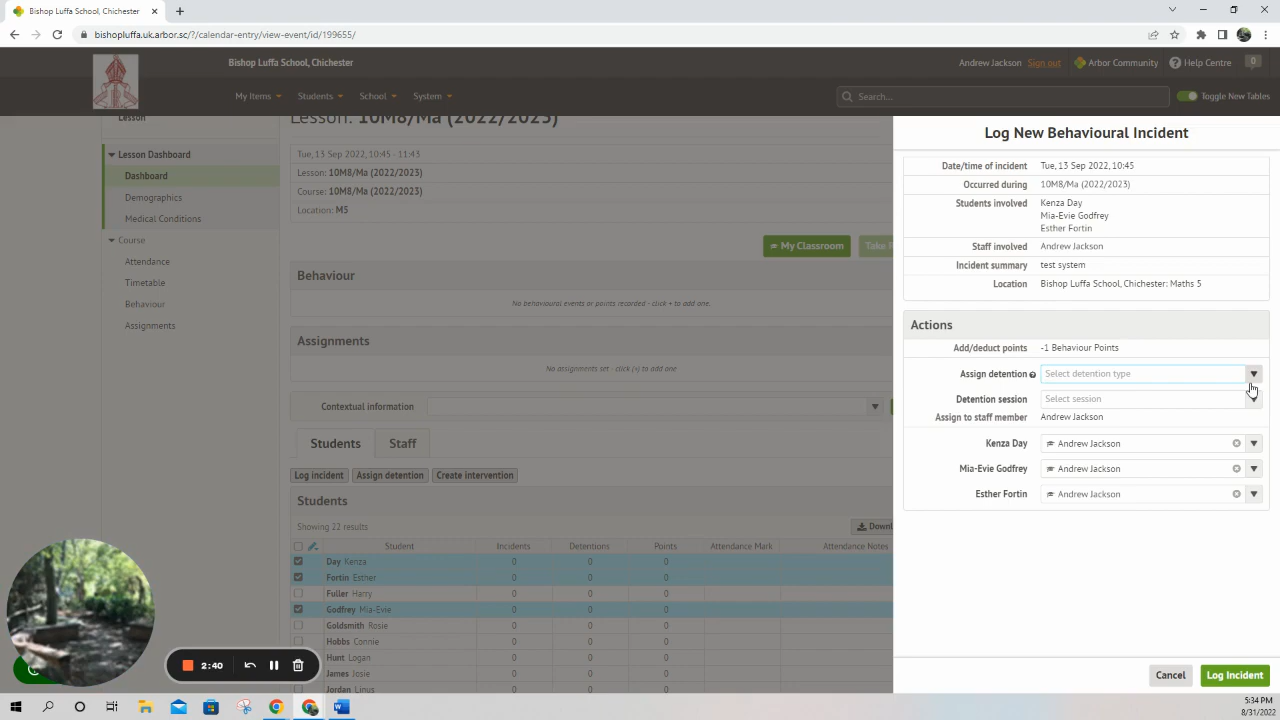 Bishop Luffa School, Chichester
bishopluffa.uk.arbor.sc/?/calendar-entry/view-event/id/199655/
Bishop Luffa School, Chichester
Andrew Jackson Sign out Arbor Community Help Centre 0
My Items Students School System Search... Toggle New Tables
Lesson
Lesson Dashboard
Dashboard
Demographics
Medical Conditions
Course
Attendance
Timetable
Behaviour
Assignments
Lesson: 10M8/Ma (2022/2023)
Tue, 13 Sep 2022, 10:45 - 11:43
Lesson: 10M8/Ma (2022/2023)
Course: 10M8/Ma (2022/2023)
Location: M5
My Classroom Take
Behaviour
No behavioural events or points recorded - click + to add one.
Assignments
No assignments set - click (+) to add one
Contextual information
Students Staff
Log incident Assign detention Create intervention
Students
Showing 22 results
Student Incidents Detentions Points Attendance Mark Attendance Notes
Day Kenza 0 0 0
Fortin Esther 0 0 0
Fuller Harry 0 0 0
Godfrey Mia-Evie 0 0 0
Goldsmith Rosie 0 0 0
Hobbs Connie 0 0 0
Hunt Logan 0 0 0
James Josie 0 0 0
Jordan Linus 0 0 0
Log New Behavioural Incident
Date/time of incident Tue, 13 Sep 2022, 10:45
Occurred during 10M8/Ma (2022/2023)
Students involved Kenza Day
Mia-Evie Godfrey
Esther Fortin
Staff involved Andrew Jackson
Incident summary test system
Location Bishop Luffa School, Chichester: Maths 5
Actions
Add/deduct points -1 Behaviour Points
Assign detention Select detention type
Detention session Select session
Assign to staff member Andrew Jackson
Kenza Day Andrew Jackson
Mia-Evie Godfrey Andrew Jackson
Esther Fortin Andrew Jackson
Cancel Log Incident
2:40
5:34 PM
8/31/2022